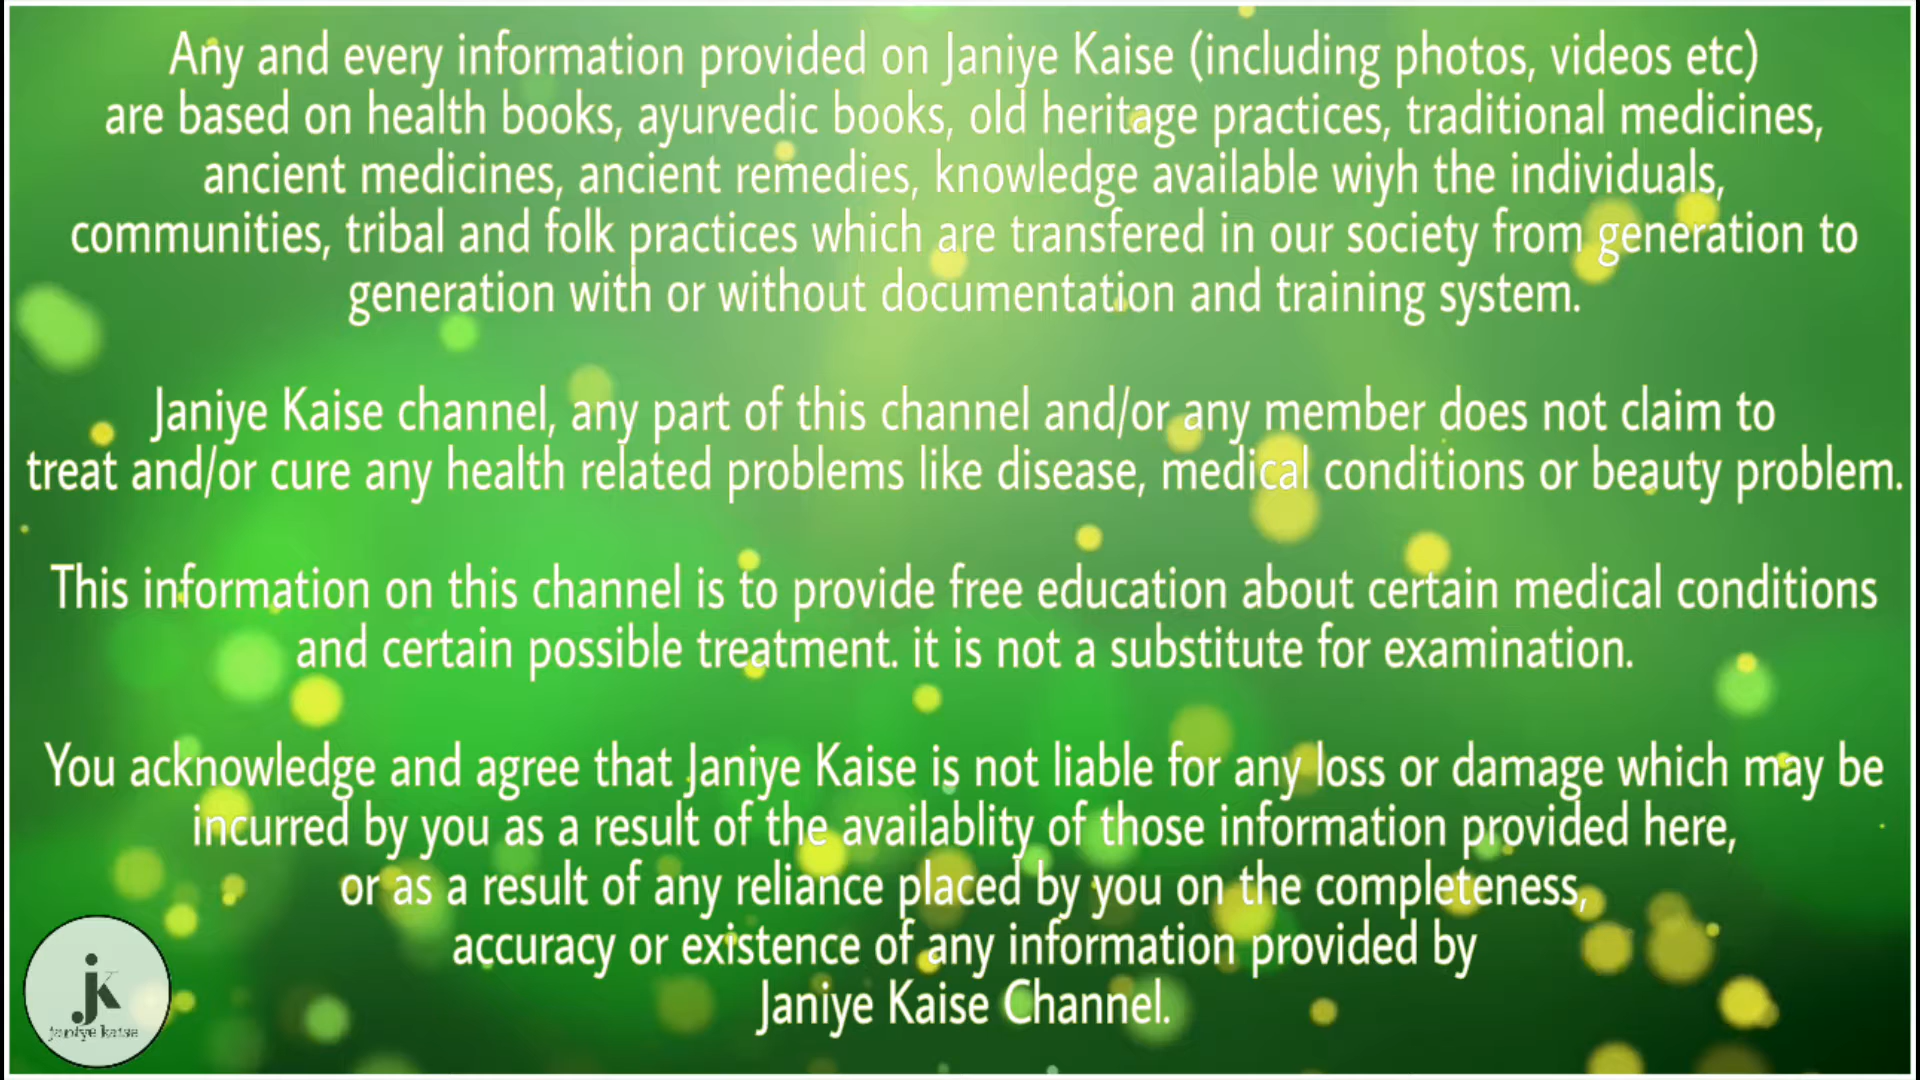 Any and every information provided on Janiye Kaise (including photos, videos etc)
are based on health books, ayurvedic books, old heritage practices, traditional medicines,
ancient medicines, ancient remedies, knowledge available wiyh the individuals,
communities, tribal and folk practices which are transfered in our society from generation to
generation with or without documentation and training system.
Janiye Kaise channel, any part of this channel and/or any member does not claim to
treat and/or cure any health related problems like disease, medical conditions or beauty problem.
This information on this channel is to provide free education about certain medical conditions
and certain possible treatment. it is not a substitute for examination.
You acknowledge and agree that Janiye Kaise is not liable for any loss or damage which may be
incurred by you as a result of the availablity of those information provided here,
or as a result of any reliance placed by you on the completeness,
accuracy or existence of any information provided by
Janiye Kaise Channel.
jk
janiye kaise